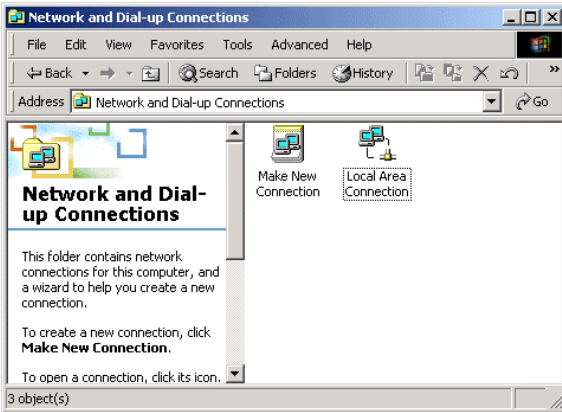 Network and Dial-up Connections
File Edit View Favorites Tools Advanced Help
Back Search Folders History »
Address Network and Dial-up Connections Go
Network and Dial-
up Connections
This folder contains network
connections for this computer, and
a wizard to help you create a new
connection.
To create a new connection, click
Make New Connection.
To open a connection, click its icon.
Make New
Connection
Local Area
Connection
3 object(s)